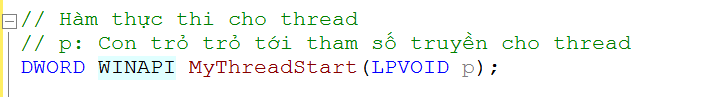 // Hàm thực thi cho thread
// p: Con trỏ trỏ tới tham số truyền cho thread
DWORD WINAPI MyThreadStart(LPVOID p);